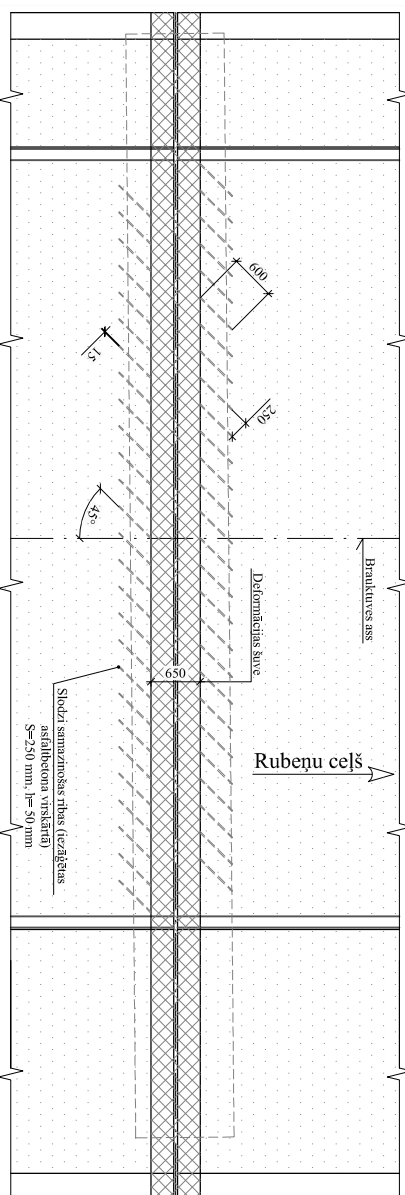 600
15
250
45°
Brauktuves ass
Deformācijas šuve
650
Rubeņu ceļš
Slodzi samazinošas ribas (iezāģētas
asfaltbetona virskārtā)
S=250 mm, h= 50 mm